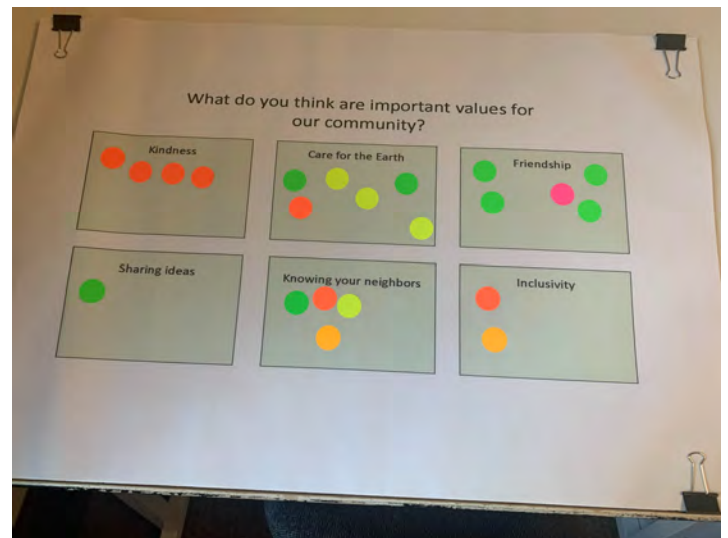 What do you think are important values for
our community?
Kindness
Care for the Earth
Friendship
Sharing ideas
Knowing your neighbors
Inclusivity